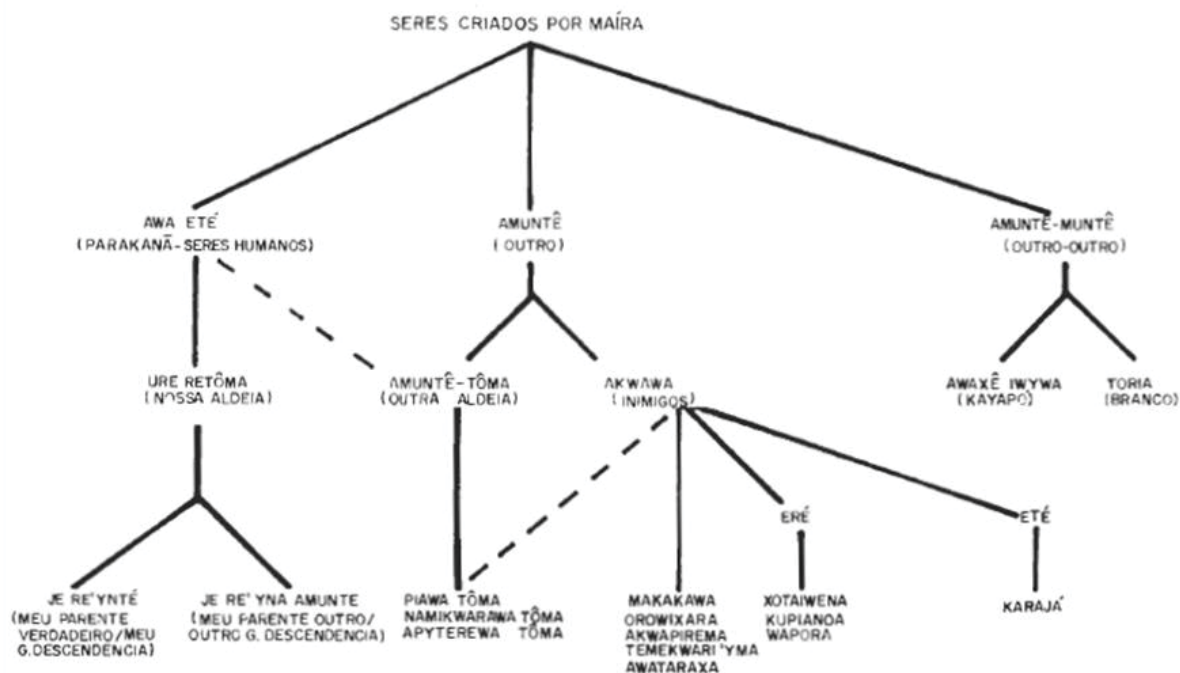 SERES CRIADOS POR MAÍRA
AWA ETÉ
(PARAKANÃ-SERES HUMANOS)
AMUNTÊ
(OUTRO)
AMUNTÊ-MUNTÊ
(OUTRO-OUTRO)
URE RETÔMA
(NOSSA ALDEIA)
AMUNTÊ-TÔMA
(OUTRA ALDEIA)
AKWAWA
(INIMIGOS)
AWAXÊ IWYWA
(KAYAPÓ)
TORIA
(BRANCO)
ERÉ
ETÉ
JE RE'YNTÉ
(MEU PARENTE
VERDADEIRO/MEU
G.DESCENDENCIA)
JE RE'YNA AMUNTE
(MEU PARENTE OUTRO/
OUTRO G. DESCENDENCIA)
PIAWA TÔMA
NAMIKWARAWA TÔMA
APYTEREWA TÔMA
MAKAKAWA
OROWIXARA
AKWAPIREMA
TEMEKWARI'YMA
AWATARAXA
XOTAIWENA
KUPIANOA
WAPORA
KARAJÁ